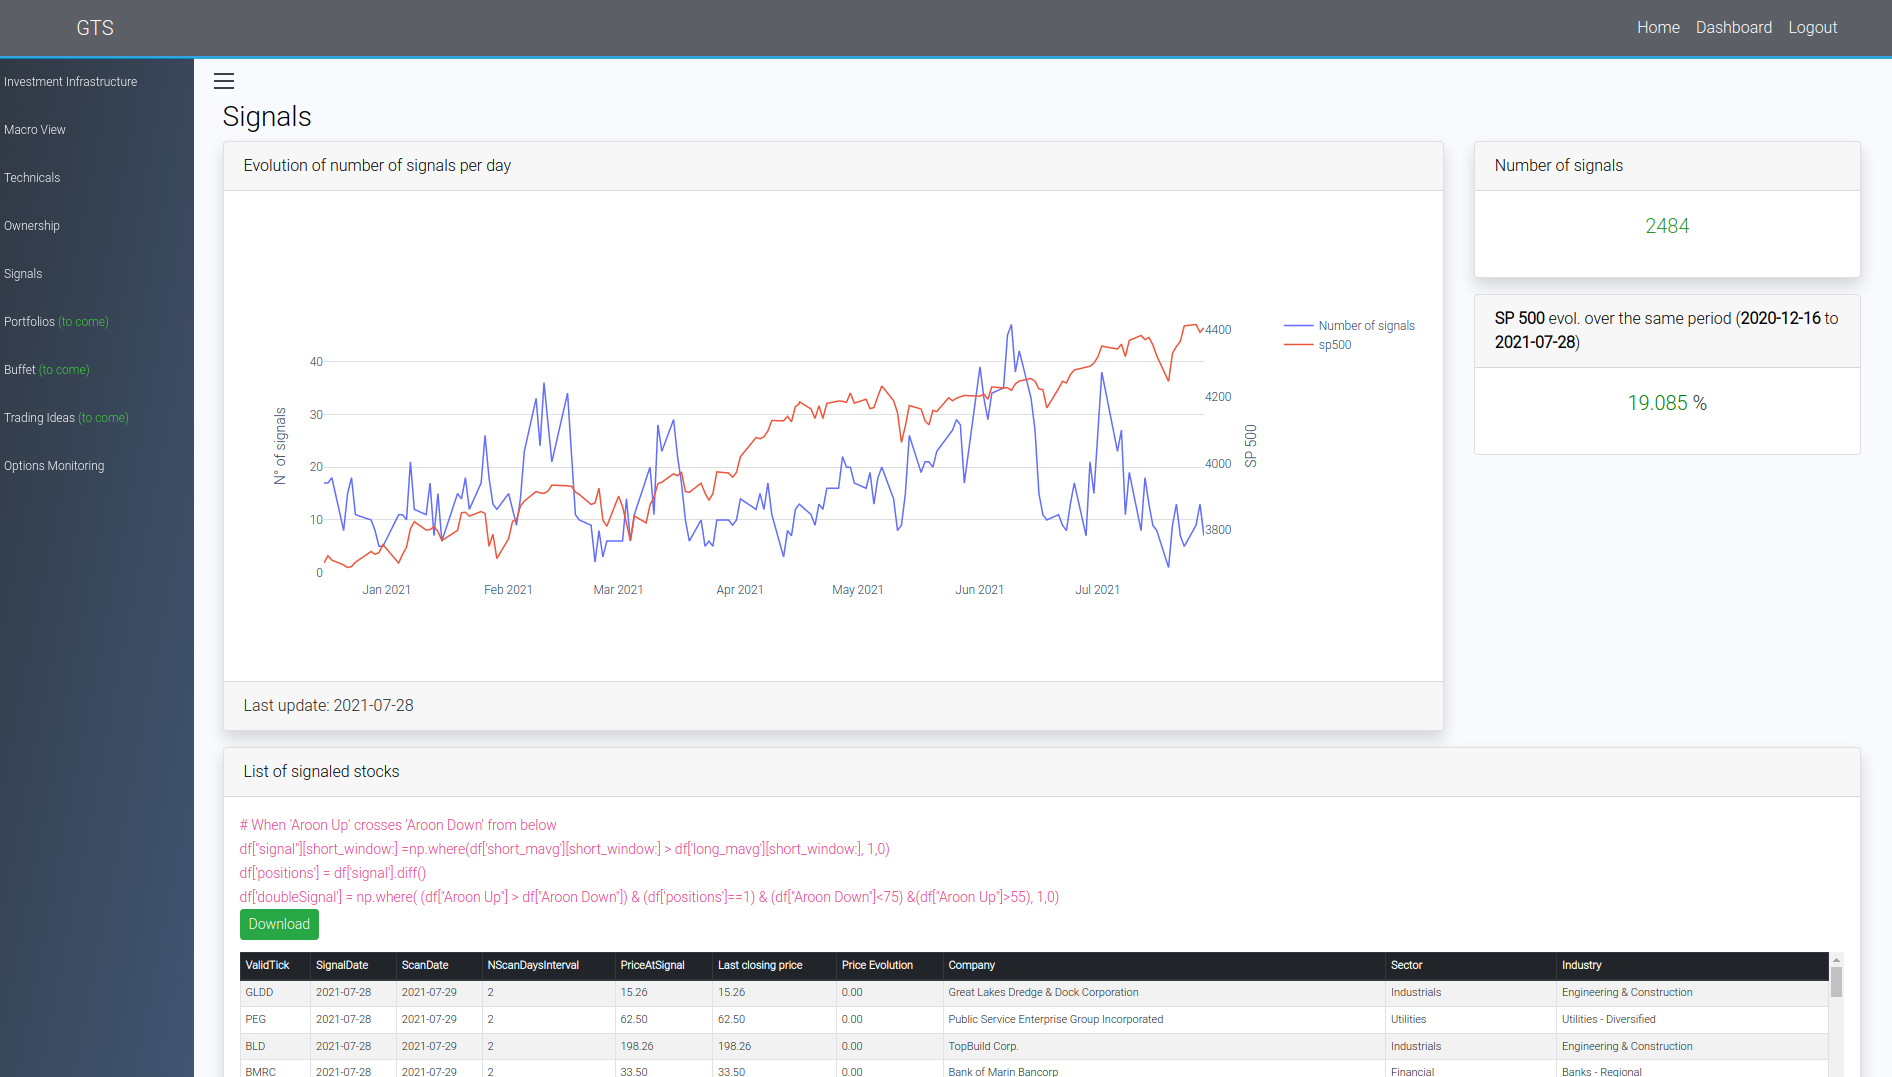 GTS
Home Dashboard Logout
Investment Infrastructure
Macro View
Technicals
Ownership
Signals
Portfolios (to come)
Buffet (to come)
Trading Ideas (to come)
Options Monitoring
Signals
Evolution of number of signals per day
Number of signals
sp500
N° of signals
40
30
20
10
0
4400
4200
4000
3800
SP 500
Jan 2021 Feb 2021 Mar 2021 Apr 2021 May 2021 Jun 2021 Jul 2021
Last update: 2021-07-28
Number of signals
2484
SP 500 evol. over the same period (2020-12-16 to
2021-07-28)
19.085 %
List of signaled stocks
# When 'Aroon Up' crosses 'Aroon Down' from below
df["signal"][short_window:] =np.where(df['short_mavg'][short_window:] > df['long_mavg'][short_window:], 1,0)
df['positions'] = df['signal'].diff()
df['doubleSignal'] = np.where( (df["Aroon Up"] > df["Aroon Down"]) & (df['positions']==1) & (df["Aroon Down"]<75) &(df["Aroon Up"]>55), 1,0)
Download
ValidTick SignalDate ScanDate NScanDaysInterval PriceAtSignal Last closing price Price Evolution Company Sector Industry
GLDD 2021-07-28 2021-07-29 2 15.26 15.26 0.00 Great Lakes Dredge & Dock Corporation Industrials Engineering & Construction
PEG 2021-07-28 2021-07-29 2 62.50 62.50 0.00 Public Service Enterprise Group Incorporated Utilities Utilities - Diversified
BLD 2021-07-28 2021-07-29 2 198.26 198.26 0.00 TopBuild Corp. Industrials Engineering & Construction
BMRC 2021-07-28 2021-07-29 2 33.50 33.50 0.00 Bank of Marin Bancorp Financial Banks - Regional